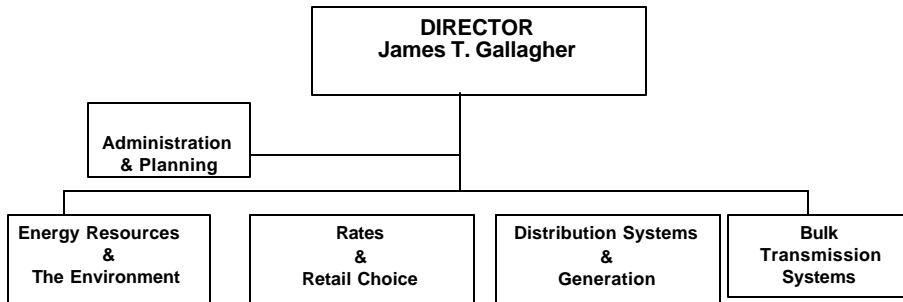 DIRECTOR
James T. Gallagher
Administration
& Planning
Energy Resources
&
The Environment
Rates
&
Retail Choice
Distribution Systems
&
Generation
Bulk
Transmission
Systems